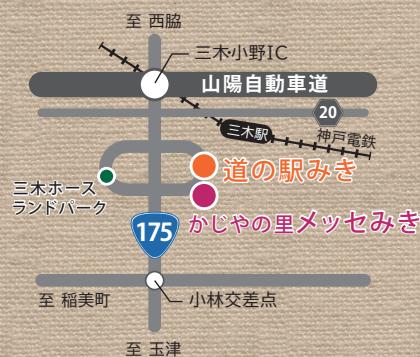 至 西脇
三木・小野IC
山陽自動車道
20
三木駅
神戸電鉄
道の駅みき
三木ホース
ランドパーク
かじやの里メッセみき
175
至 稲美町
小林交差点
至 玉津